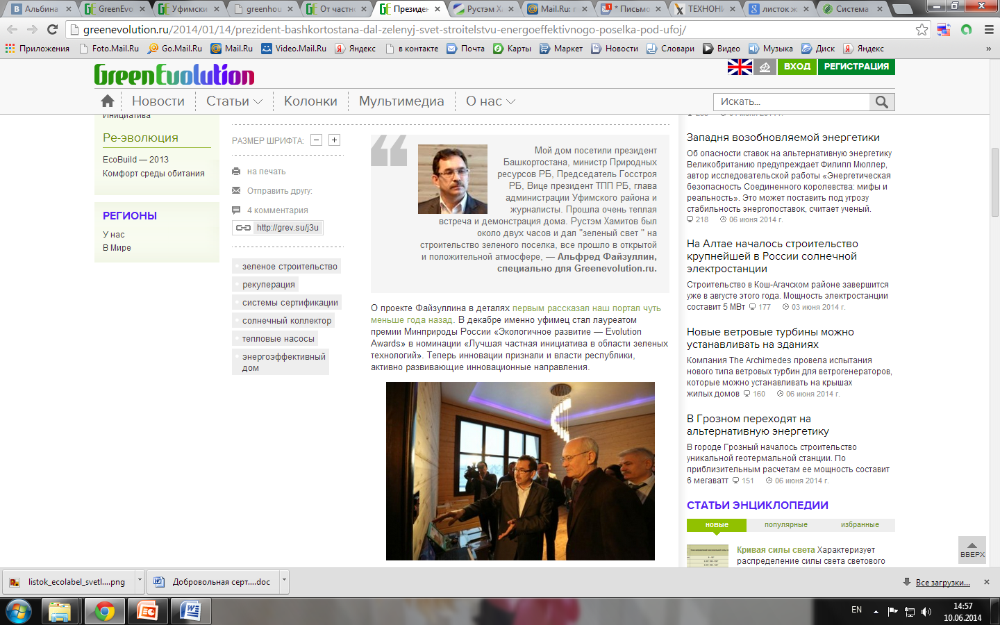 Альбина
GreenEvo
Уфимски
greenhou
От частно
Президен
Рустэм Х
Mail.Ru:
* Письмо
ТЕХНОНИ
листок ж
Система
greenevolution.ru/2014/01/14/prezident-bashkortostana-dal-zelenyj-svet-stroitelstvu-energoeffektivnogo-poselka-pod-ufoj/
Приложения Foto.Mail.Ru Go.Mail.Ru Mail.Ru Video.Mail.Ru Яндекс в контакте Почта Карты Маркет Новости Словари Видео Музыка Диск Яндекс »
GreenEvolution
ВХОД РЕГИСТРАЦИЯ
Новости Статьи Колонки Мультимедиа О нас
Искать...
Инициатива
Ре-эволюция
EcoBuild — 2013
Комфорт среды обитания
РЕГИОНЫ
У нас
В Мире
РАЗМЕР ШРИФТА: − +
на печать
Отправить другу:
4 комментария
http://grev.su/j3u
зеленое строительство
рекуперация
системы сертификации
солнечный коллектор
тепловые насосы
энергоэффективный
дом
Мой дом посетили президент
Башкортостана, министр Природных
ресурсов РБ, Председатель Госстроя
РБ, Вице президент ТПП РБ, глава
администрации Уфимского района и
журналисты. Прошла очень теплая
встреча и демонстрация дома. Рустэм Хамитов был
около двух часов и дал "зеленый свет " на
строительство зеленого поселка, все прошло в открытой
и положительной атмосфере, — Альфред Файзуллин,
специально для Greenevolution.ru.
О проекте Файзуллина в деталях первым рассказал наш портал чуть
меньше года назад. В декабре именно уфимец стал лауреатом
премии Минприроды России «Экологичное развитие — Evolution
Awards» в номинации «Лучшая частная инициатива в области зеленых
технологий». Теперь инновации признали и власти республики,
активно развивающие инновационные направления.
Западня возобновляемой энергетики
Об опасности ставок на альтернативную энергетику
Великобританию предупреждает Филипп Мюллер,
автор исследовательской работы «Энергетическая
безопасность Соединенного королевства: мифы и
реальность». Это может поставить под угрозу
стабильность энергопоставок, считает ученый.
218 06 июня 2014 г.
На Алтае началось строительство
крупнейшей в России солнечной
электростанции
Строительство в Кош-Агачском районе завершится
уже в августе этого года. Мощность электростанции
составит 5 МВт 177 03 июня 2014 г.
Новые ветровые турбины можно
устанавливать на зданиях
Компания The Archimedes провела испытания
нового типа ветровых турбин для ветрогенераторов,
которые можно устанавливать на крышах
жилых домов 160 06 июня 2014 г.
В Грозном переходят на
альтернативную энергетику
В городе Грозный началось строительство
уникальной геотермальной станции. По
приблизительным расчетам ее мощность составит
6 мегаватт 151 06 июня 2014 г.
СТАТЬИ ЭНЦИКЛОПЕДИИ
новые популярные избранные
Кривая силы света Характеризует
распределение силы света светового
ВВЕРХ
listok_ecolabel_svetl....png
Добровольная серт....doc
Все загрузки...
EN
14:57
10.06.2014